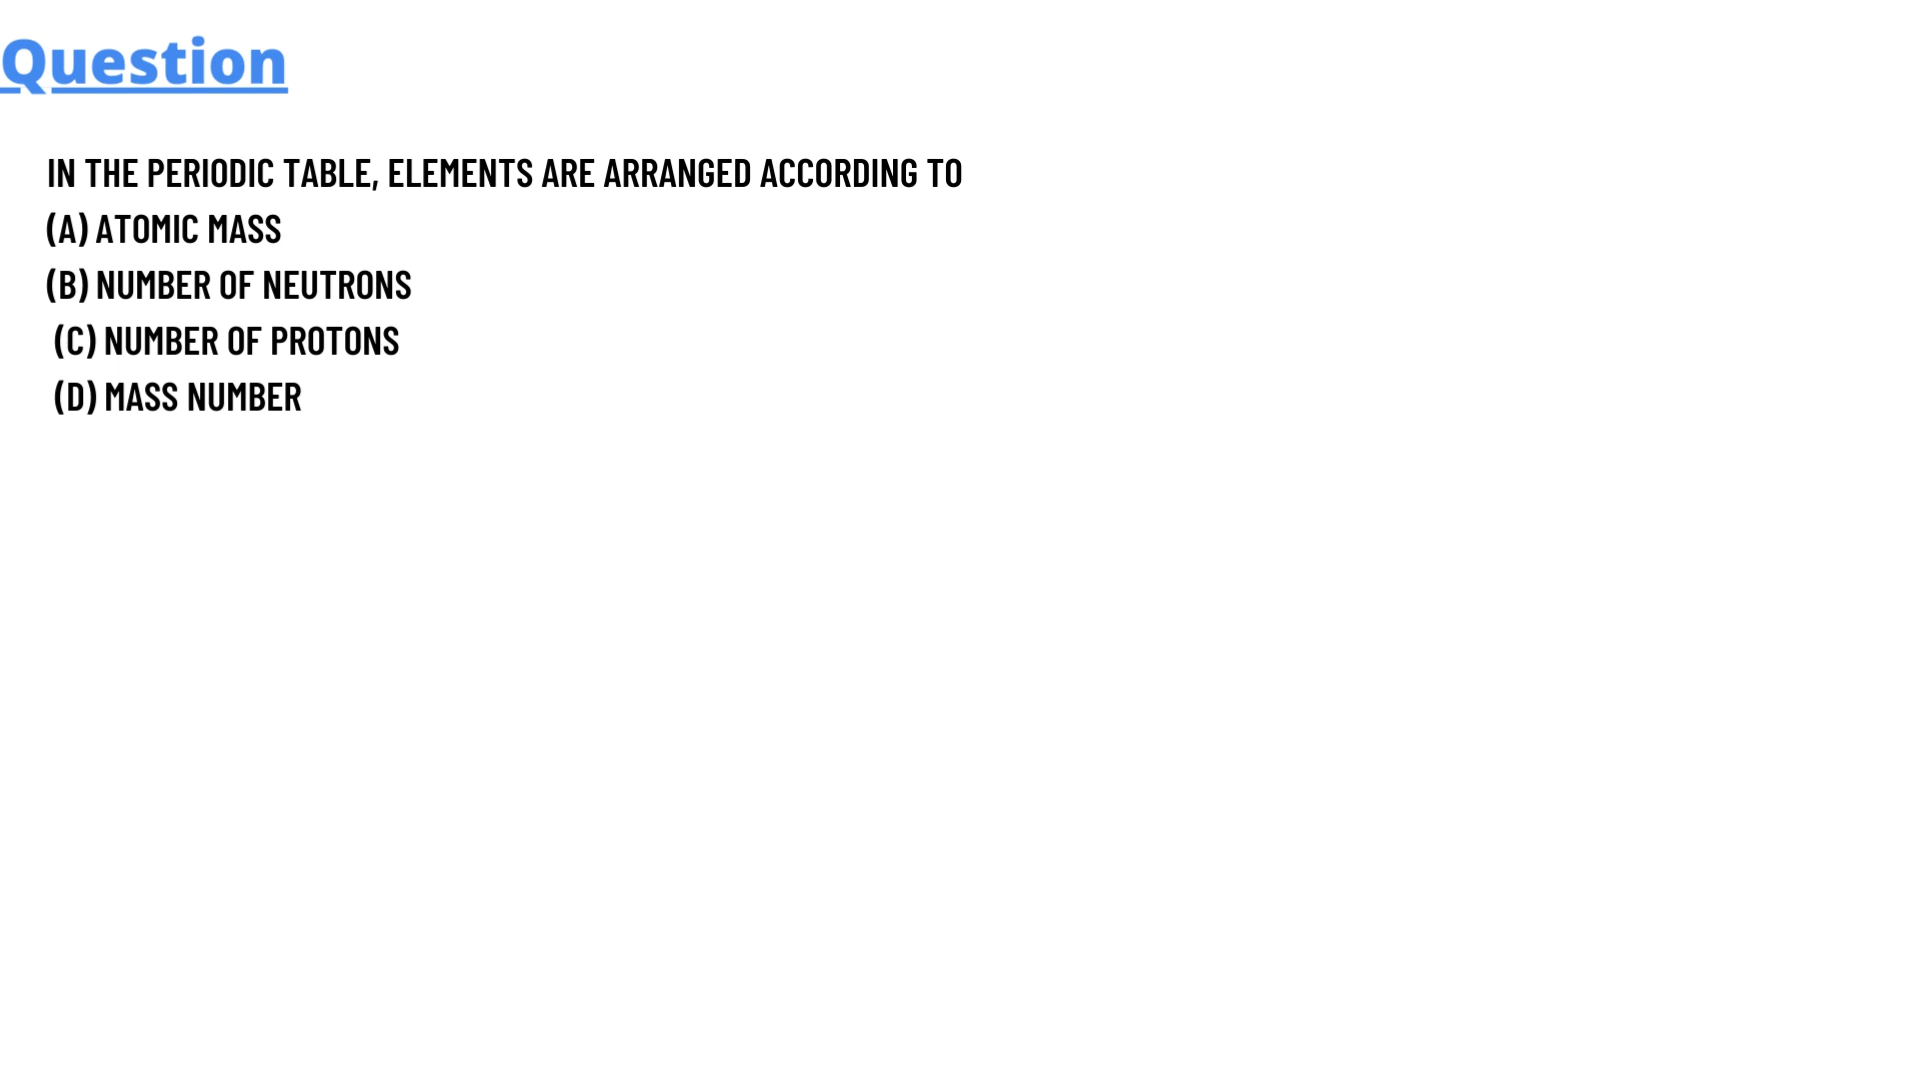 Question
IN THE PERIODIC TABLE, ELEMENTS ARE ARRANGED ACCORDING TO
(A) ATOMIC MASS
(B) NUMBER OF NEUTRONS
(C) NUMBER OF PROTONS
(D) MASS NUMBER